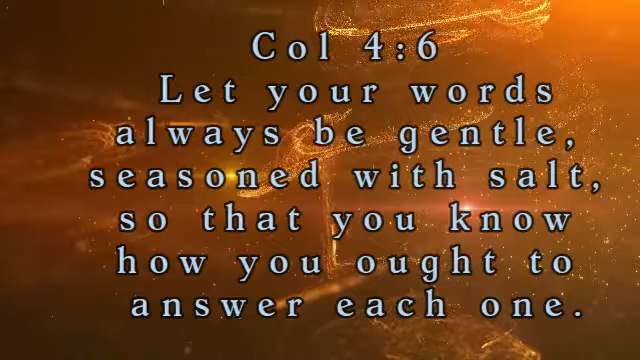 Col 4:6
Let your words
always be gentle,
seasoned with salt,
so that you know
how you ought to
answer each one.